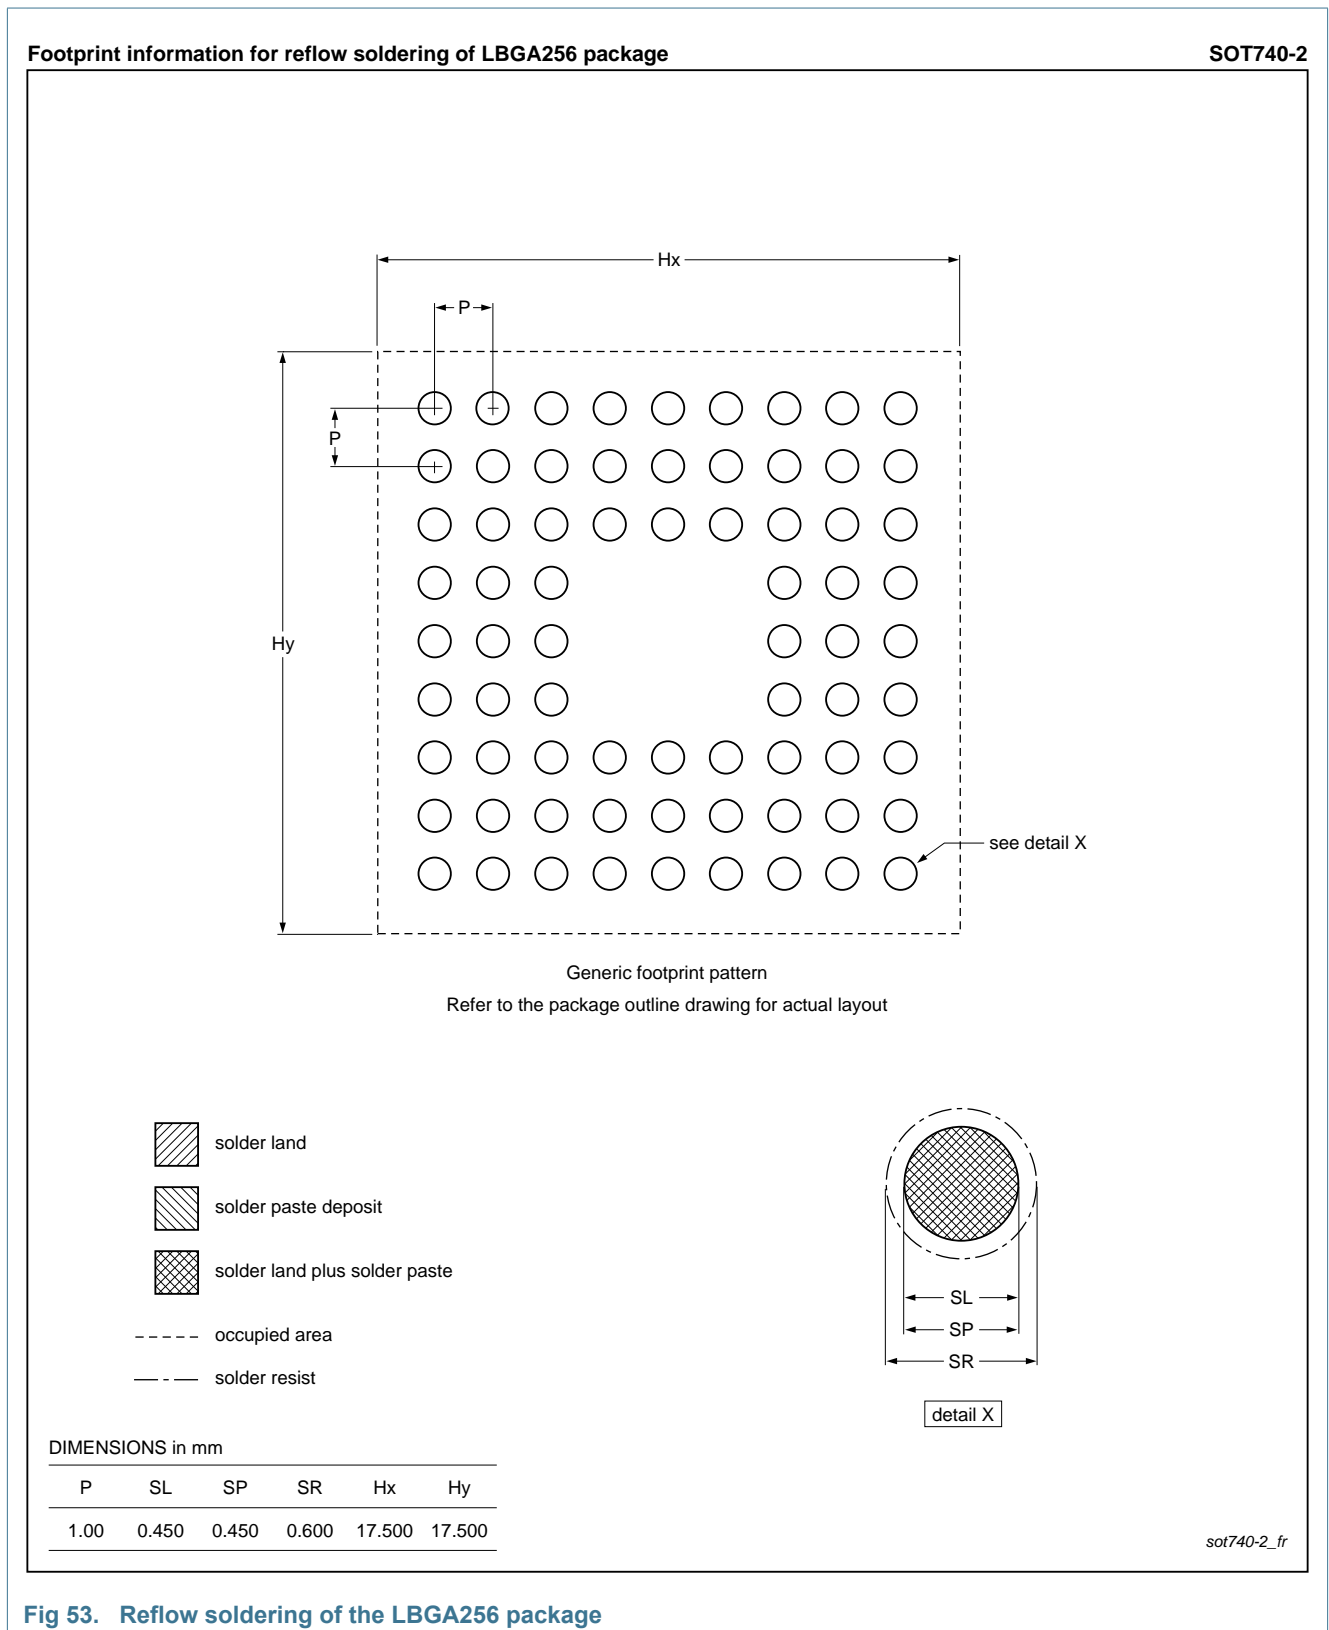 Footprint information for reflow soldering of LBGA256 package SOT740-2
Hx
P
P
Hy
see detail X
Generic footprint pattern
Refer to the package outline drawing for actual layout
solder land
solder paste deposit
solder land plus solder paste
occupied area
solder resist
SL
SP
SR
detail X
DIMENSIONS in mm
P SL SP SR Hx Hy
1.00 0.450 0.450 0.600 17.500 17.500
sot740-2_fr
Fig 53. Reflow soldering of the LBGA256 package